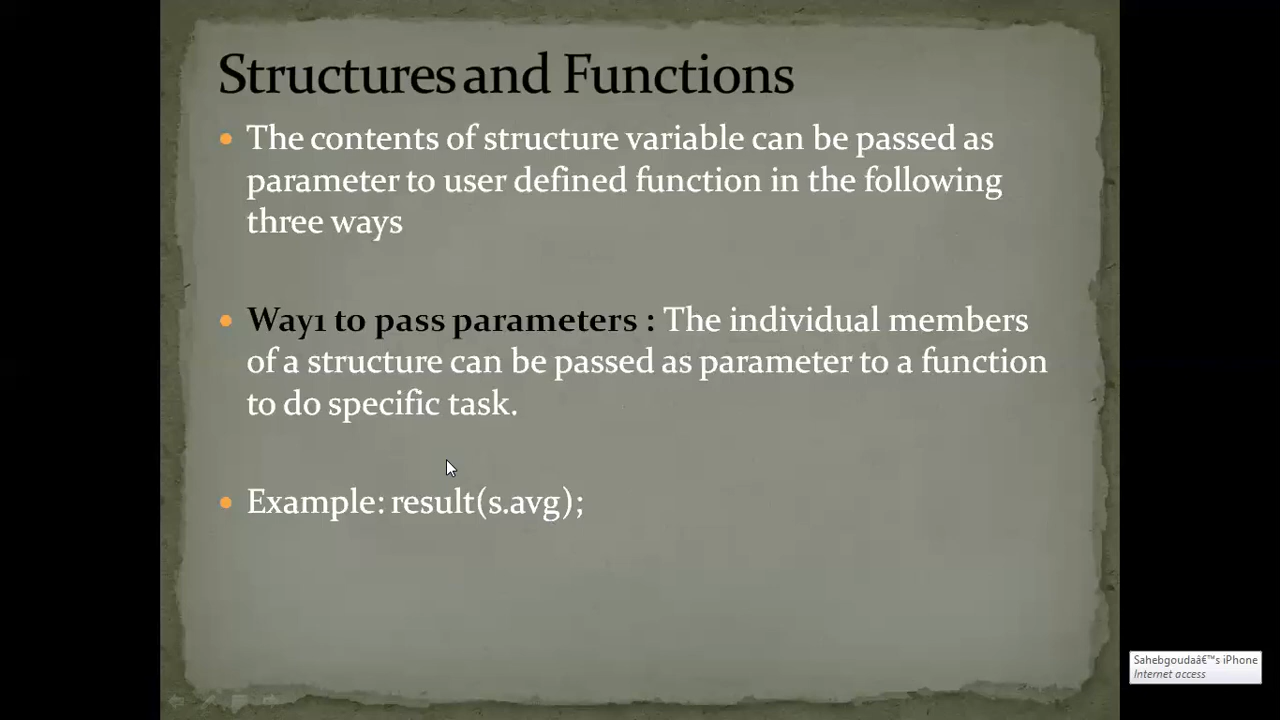 Structures and Functions
The contents of structure variable can be passed as
parameter to user defined function in the following
three ways
Way1 to pass parameters : The individual members
of a structure can be passed as parameter to a function
to do specific task.
Example: result(s.avg);
Sahebgoudaâ€™s iPhone
Internet access